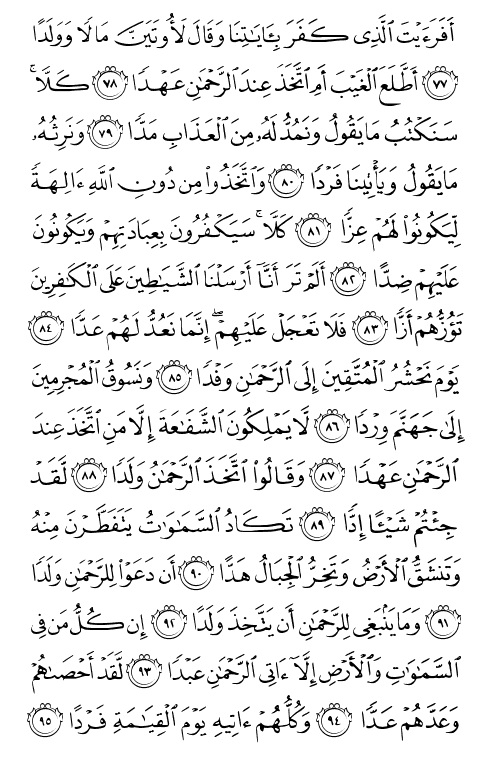 أَفَرَءَيْتَ ٱلَّذِى كَفَرَ بِـَٔايَـٰتِنَا وَقَالَ لَأُوتَيَنَّ مَالًا وَوَلَدًا
٧٧ أَطَّلَعَ ٱلْغَيْبَ أَمِ ٱتَّخَذَ عِندَ ٱلرَّحْمَـٰنِ عَهْدًا ٧٨ كَلَّا ۚ
سَنَكْتُبُ مَا يَقُولُ وَنَمُدُّ لَهُۥ مِنَ ٱلْعَذَابِ مَدًّا ٧٩ وَنَرِثُهُۥ
مَا يَقُولُ وَيَأْتِينَا فَرْدًا ٨٠ وَٱتَّخَذُوا۟ مِن دُونِ ٱللَّهِ ءَالِهَةً
لِّيَكُونُوا۟ لَهُمْ عِزًّا ٨١ كَلَّا ۚ سَيَكْفُرُونَ بِعِبَادَتِهِمْ وَيَكُونُونَ
عَلَيْهِمْ ضِدًّا ٨٢ أَلَمْ تَرَ أَنَّآ أَرْسَلْنَا ٱلشَّيَـٰطِينَ عَلَى ٱلْكَـٰفِرِينَ
تَؤُزُّهُمْ أَزًّا ٨٣ فَلَا تَعْجَلْ عَلَيْهِمْ ۖ إِنَّمَا نَعُدُّ لَهُمْ عَدًّا ٨٤
يَوْمَ نَحْشُرُ ٱلْمُتَّقِينَ إِلَى ٱلرَّحْمَـٰنِ وَفْدًا ٨٥ وَنَسُوقُ ٱلْمُجْرِمِينَ
إِلَىٰ جَهَنَّمَ وِرْدًا ٨٦ لَّا يَمْلِكُونَ ٱلشَّفَـٰعَةَ إِلَّا مَنِ ٱتَّخَذَ عِندَ
ٱلرَّحْمَـٰنِ عَهْدًا ٨٧ وَقَالُوا۟ ٱتَّخَذَ ٱلرَّحْمَـٰنُ وَلَدًا ٨٨ لَّقَدْ
جِئْتُمْ شَيْـًٔا إِدًّا ٨٩ تَكَادُ ٱلسَّمَـٰوَٰتُ يَتَفَطَّرْنَ مِنْهُ
وَتَنشَقُّ ٱلْأَرْضُ وَتَخِرُّ ٱلْجِبَالُ هَدًّا ٩٠ أَن دَعَوْا۟ لِلرَّحْمَـٰنِ وَلَدًا
٩١ وَمَا يَنۢبَغِى لِلرَّحْمَـٰنِ أَن يَتَّخِذَ وَلَدًا ٩٢ إِن كُلُّ مَن فِى
ٱلسَّمَـٰوَٰتِ وَٱلْأَرْضِ إِلَّآ ءَاتِى ٱلرَّحْمَـٰنِ عَبْدًا ٩٣ لَّقَدْ أَحْصَىٰهُمْ
وَعَدَّهُمْ عَدًّا ٩٤ وَكُلُّهُمْ ءَاتِيهِ يَوْمَ ٱلْقِيَـٰمَةِ فَرْدًا ٩٥